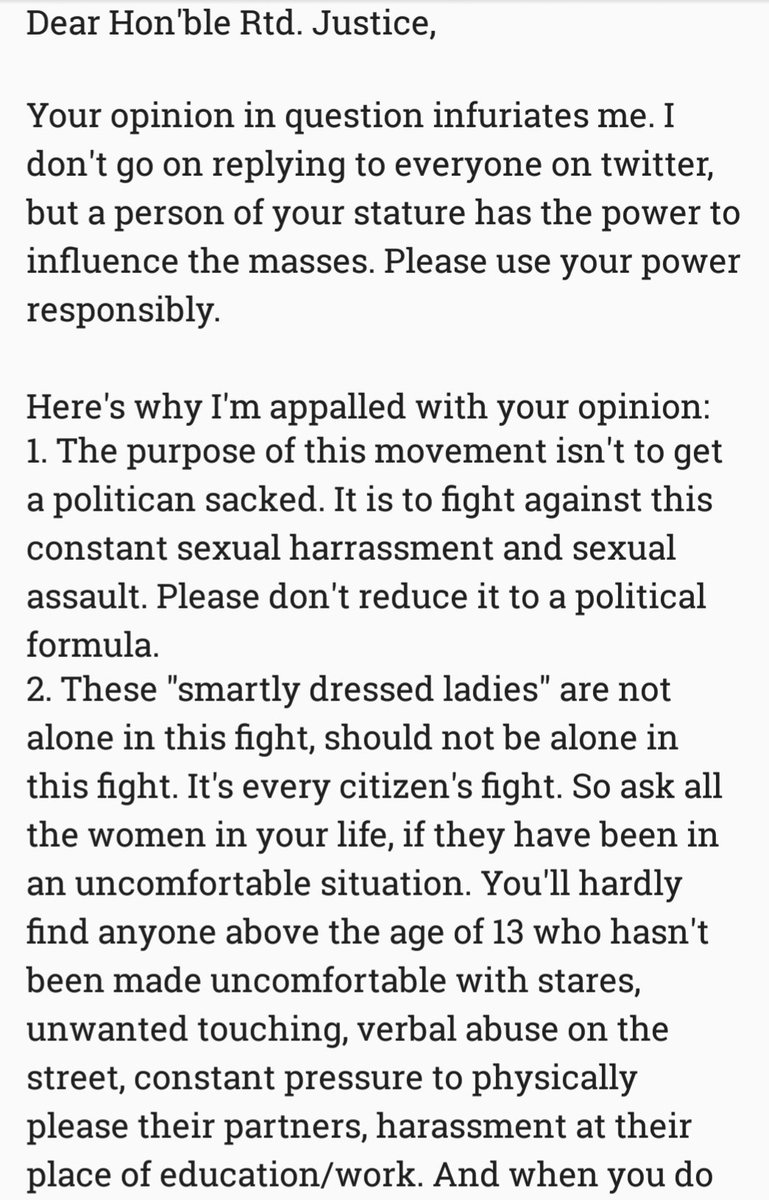 Dear Hon'ble Rtd. Justice,
Your opinion in question infuriates me. I
don't go on replying to everyone on twitter,
but a person of your stature has the power to
influence the masses. Please use your power
responsibly.
Here's why I'm appalled with your opinion:
1. The purpose of this movement isn't to get
a politican sacked. It is to fight against this
constant sexual harrassment and sexual
assault. Please don't reduce it to a political
formula.
2. These "smartly dressed ladies" are not
alone in this fight, should not be alone in
this fight. It's every citizen's fight. So ask all
the women in your life, if they have been in
an uncomfortable situation. You'll hardly
find anyone above the age of 13 who hasn't
been made uncomfortable with stares,
unwanted touching, verbal abuse on the
street, constant pressure to physically
please their partners, harassment at their
place of education/work. And when you do